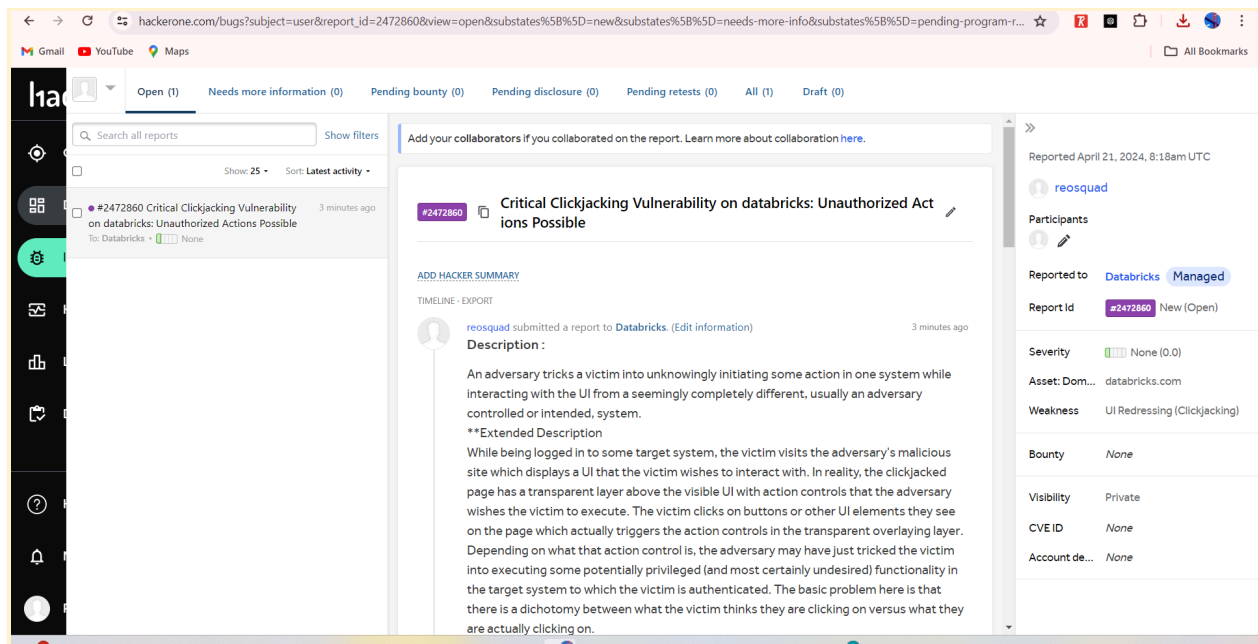 hackerone.com/bugs?subject=user&report_id=2472860&view=open&substates%5B%5D=new&substates%5B%5D=needs-more-info&substates%5B%5D=pending-program-r...
Gmail YouTube Maps All Bookmarks
Open (1) Needs more information (0) Pending bounty (0) Pending disclosure (0) Pending retests (0) All (1) Draft (0)
Search all reports Show filters
Show: 25 Sort: Latest activity
#2472860 Critical Clickjacking Vulnerability 3 minutes ago
on databricks: Unauthorized Actions Possible
To: Databricks • None
Add your collaborators if you collaborated on the report. Learn more about collaboration here.
#2472860 Critical Clickjacking Vulnerability on databricks: Unauthorized Act
ions Possible
ADD HACKER SUMMARY
TIMELINE · EXPORT
reosquad submitted a report to Databricks. (Edit information) 3 minutes ago
Description :
An adversary tricks a victim into unknowingly initiating some action in one system while
interacting with the UI from a seemingly completely different, usually an adversary
controlled or intended, system.
**Extended Description
While being logged in to some target system, the victim visits the adversary's malicious
site which displays a UI that the victim wishes to interact with. In reality, the clickjacked
page has a transparent layer above the visible UI with action controls that the adversary
wishes the victim to execute. The victim clicks on buttons or other UI elements they see
on the page which actually triggers the action controls in the transparent overlaying layer.
Depending on what that action control is, the adversary may have just tricked the victim
into executing some potentially privileged (and most certainly undesired) functionality in
the target system to which the victim is authenticated. The basic problem here is that
there is a dichotomy between what the victim thinks they are clicking on versus what they
are actually clicking on.
Reported April 21, 2024, 8:18am UTC
reosquad
Participants
Reported to Databricks Managed
Report Id #2472860 New (Open)
Severity None (0.0)
Asset: Dom... databricks.com
Weakness UI Redressing (Clickjacking)
Bounty None
Visibility Private
CVE ID None
Account de... None